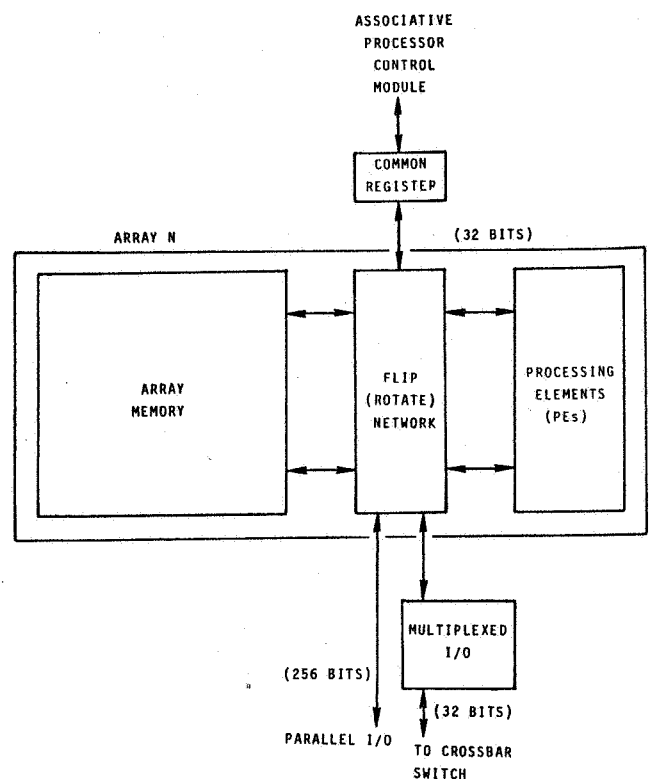 ASSOCIATIVE
PROCESSOR
CONTROL
MODULE
COMMON
REGISTER
ARRAY N
(32 BITS)
ARRAY
MEMORY
FLIP
(ROTATE)
NETWORK
PROCESSING
ELEMENTS
(PEs)
MULTIPLEXED
I/O
(256 BITS)
(32 BITS)
PARALLEL I/O
TO CROSSBAR
SWITCH